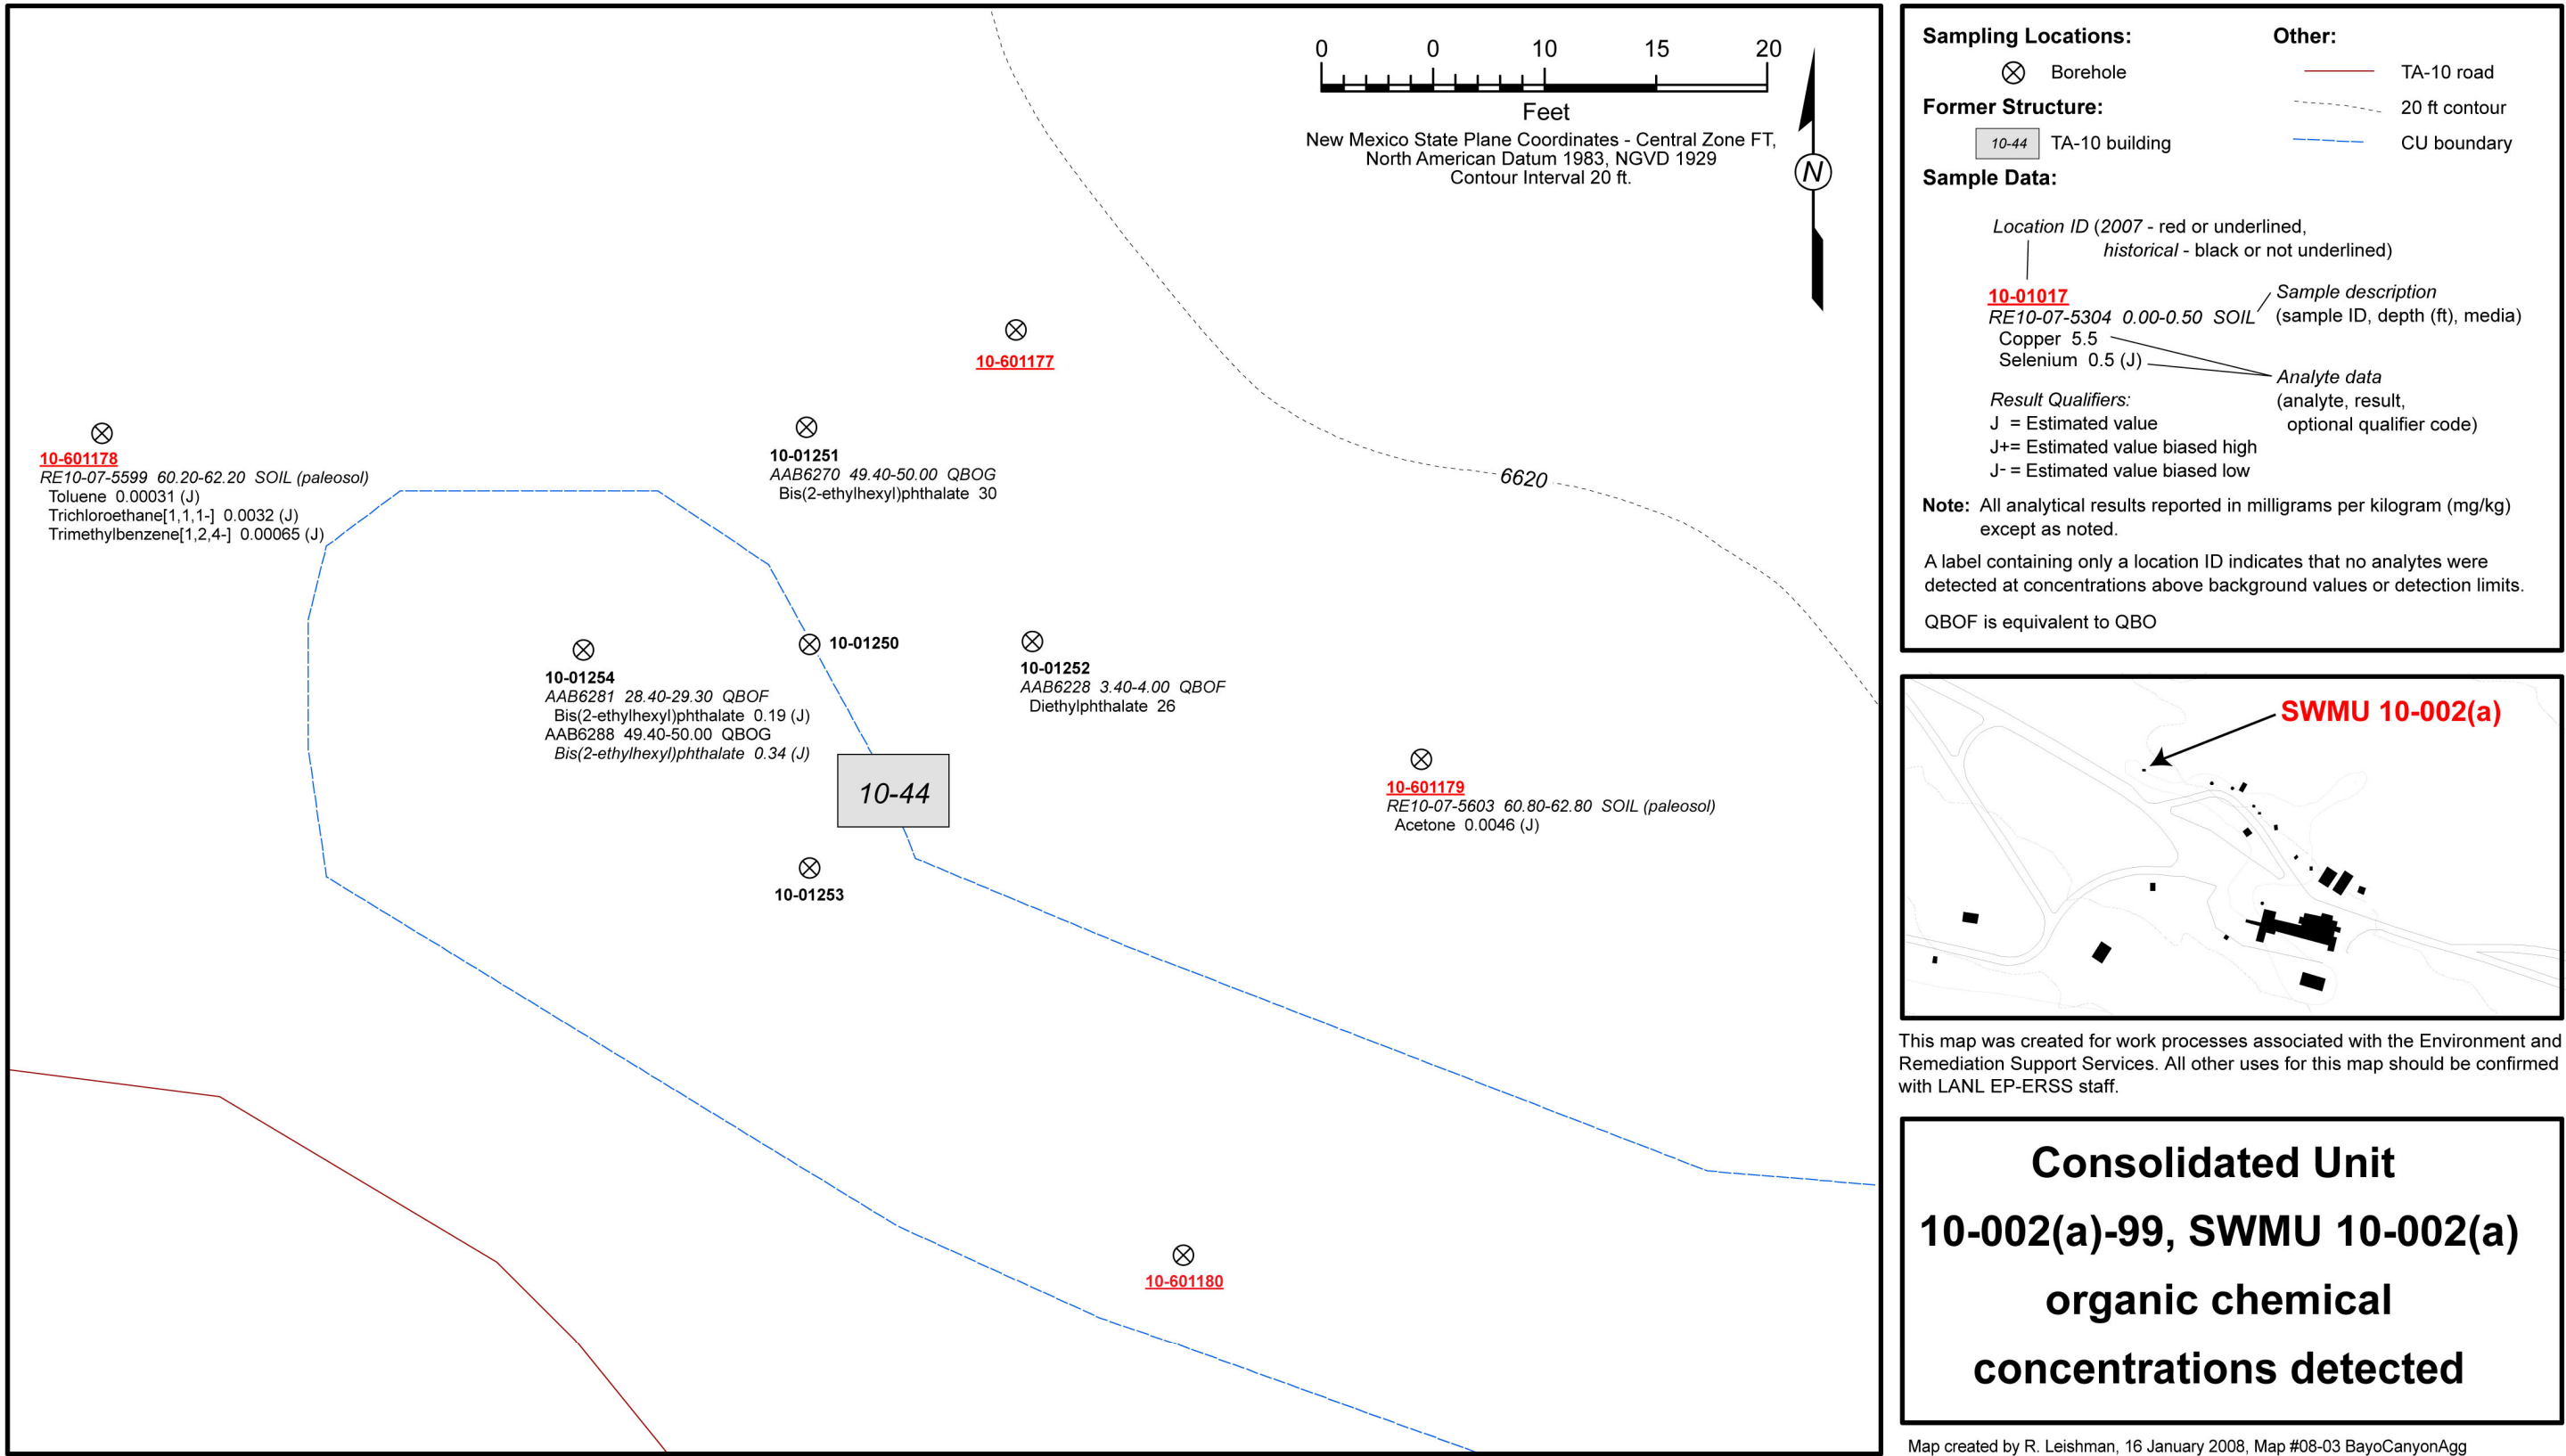 0 0 10 15 20
Feet
New Mexico State Plane Coordinates - Central Zone FT,
North American Datum 1983, NGVD 1929
Contour Interval 20 ft.
N
10-601177
10-601178
RE10-07-5599 60.20-62.20 SOIL (paleosol)
Toluene 0.00031 (J)
Trichloroethane[1,1,1-] 0.0032 (J)
Trimethylbenzene[1,2,4-] 0.00065 (J)
10-01251
AAB6270 49.40-50.00 QBOG
Bis(2-ethylhexyl)phthalate 30
6620
10-01250
10-01254
AAB6281 28.40-29.30 QBOF
Bis(2-ethylhexyl)phthalate 0.19 (J)
AAB6288 49.40-50.00 QBOG
Bis(2-ethylhexyl)phthalate 0.34 (J)
10-01252
AAB6228 3.40-4.00 QBOF
Diethylphthalate 26
10-44
10-601179
RE10-07-5603 60.80-62.80 SOIL (paleosol)
Acetone 0.0046 (J)
10-01253
10-601180
Sampling Locations:
Borehole
Former Structure:
10-44 TA-10 building
Other:
TA-10 road
20 ft contour
CU boundary
Sample Data:
Location ID (2007 - red or underlined,
historical - black or not underlined)
10-01017
RE10-07-5304 0.00-0.50 SOIL
Copper 5.5
Selenium 0.5 (J)
Sample description
(sample ID, depth (ft), media)
Analyte data
(analyte, result,
optional qualifier code)
Result Qualifiers:
J = Estimated value
J+= Estimated value biased high
J- = Estimated value biased low
Note: All analytical results reported in milligrams per kilogram (mg/kg)
except as noted.
A label containing only a location ID indicates that no analytes were
detected at concentrations above background values or detection limits.
QBOF is equivalent to QBO
SWMU 10-002(a)
This map was created for work processes associated with the Environment and
Remediation Support Services. All other uses for this map should be confirmed
with LANL EP-ERSS staff.
Consolidated Unit
10-002(a)-99, SWMU 10-002(a)
organic chemical
concentrations detected
Map created by R. Leishman, 16 January 2008, Map #08-03 BayoCanyonAgg